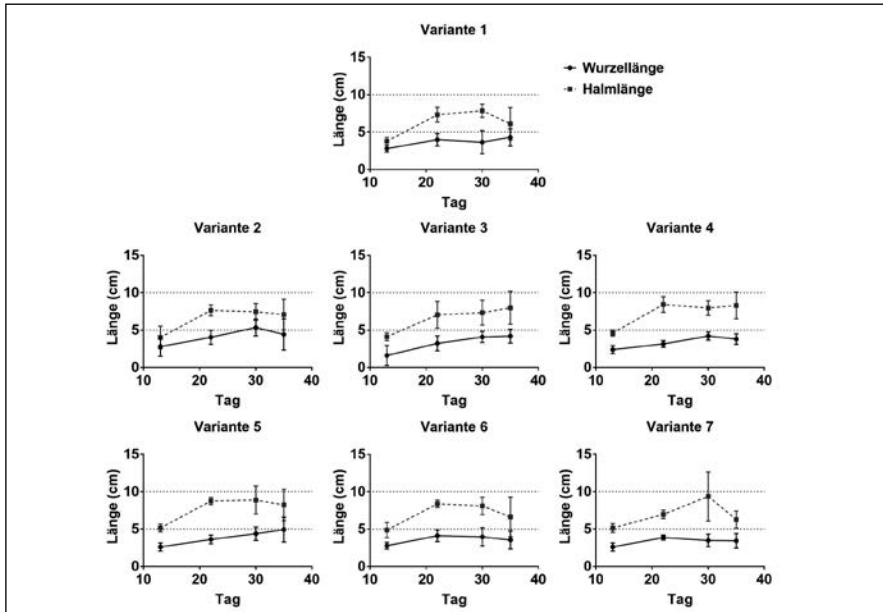 Variante 1
Länge (cm)
15
10
5
0
10 20 30 40
Tag
Wurzellänge
Halmlänge
Variante 2
Länge (cm)
15
10
5
0
10 20 30 40
Tag
Variante 3
Länge (cm)
15
10
5
0
10 20 30 40
Tag
Variante 4
Länge (cm)
15
10
5
0
10 20 30 40
Tag
Variante 5
Länge (cm)
15
10
5
0
10 20 30 40
Tag
Variante 6
Länge (cm)
15
10
5
0
10 20 30 40
Tag
Variante 7
Länge (cm)
15
10
5
0
10 20 30 40
Tag